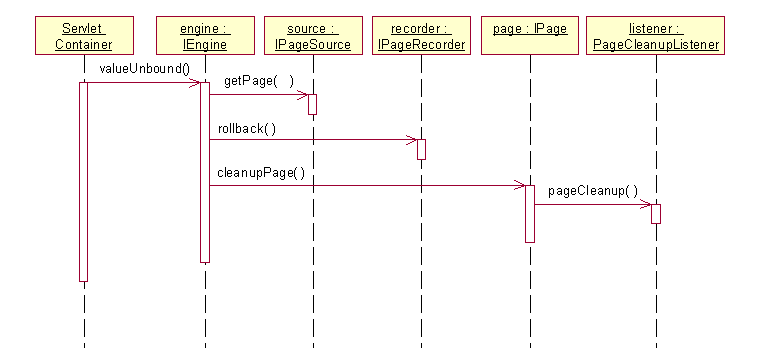 Servlet
Container
engine :
IEngine
source :
IPageSource
recorder :
IPageRecorder
page : IPage
listener :
PageCleanupListener
valueUnbound()
getPage(   )
rollback( )
cleanupPage( )
pageCleanup( )